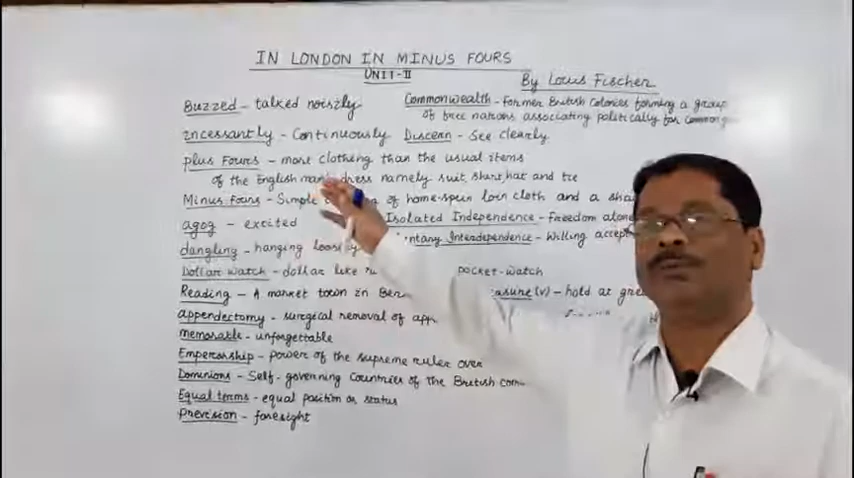 IN LONDON IN MINUS FOURS
UNIT-II
By Louis Fischer
Buzzed - talked noiszly
Commonwealth - Former British Colonies forming a group
of free nations associating politically for common
incessantly - Continuously
Discern - See clearly
plus Fours - more clothing than the usual items
of the English dress namely suit, shirt, hat and tie
Minus Fours - Simple of home-spun loin cloth and a
agog - excited
Isolated Independence - Freedom alone
dangling - hanging loosely
Interdependence - Willing
Dollar watch - dollar like pocket-watch
Reading - A market town in
(v) - hold at
appendectomy - surgical removal of
memorable - unforgettable
Emperorship - power of the supreme ruler over
Dominions - Self-governing Countries of the British
Equal terms - equal position or status
Prevision - foresight